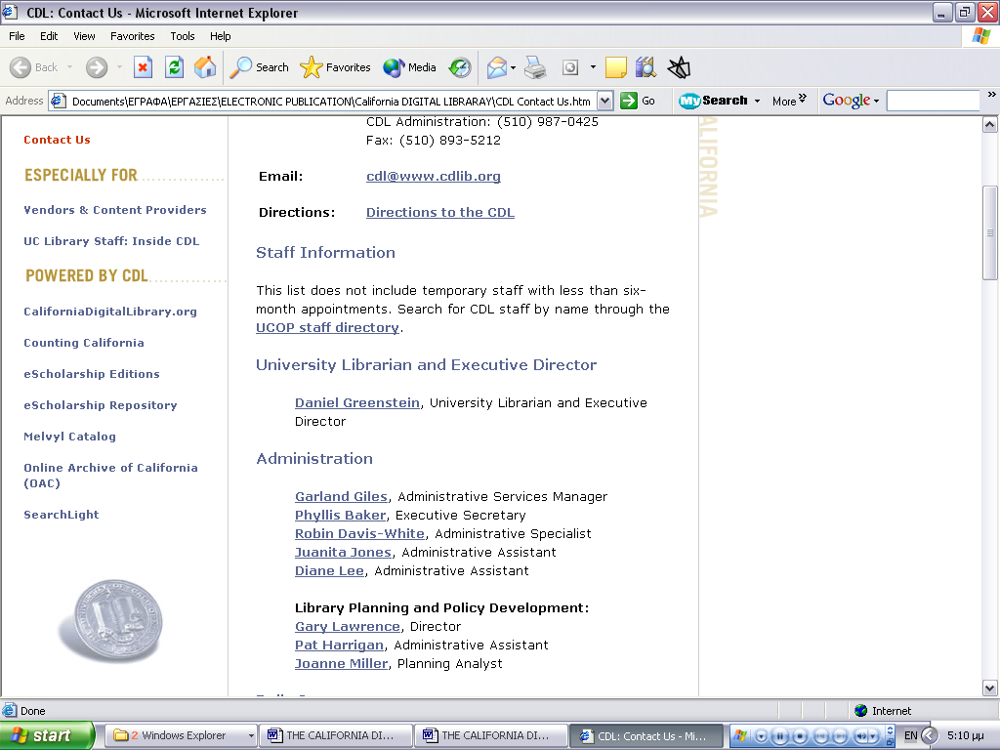 CDL: Contact Us - Microsoft Internet Explorer
File Edit View Favorites Tools Help
Back Search Favorites Media
Address Documents\ΕΓΡΑΦΑ\ΕΡΓΑΣΙΕΣ\ELECTRONIC PUBLICATION\California DIGITAL LIBRARAY\CDL Contact Us.htm Go My Search More » Google »
Contact Us
ESPECIALLY FOR
Vendors & Content Providers
UC Library Staff: Inside CDL
POWERED BY CDL
CaliforniaDigitalLibrary.org
Counting California
eScholarship Editions
eScholarship Repository
Melvyl Catalog
Online Archive of California
(OAC)
SearchLight
CDL Administration: (510) 987-0425
Fax: (510) 893-5212
Email: cdl@www.cdlib.org
Directions: Directions to the CDL
Staff Information
This list does not include temporary staff with less than six-
month appointments. Search for CDL staff by name through the
UCOP staff directory.
University Librarian and Executive Director
Daniel Greenstein, University Librarian and Executive
Director
Administration
Garland Giles, Administrative Services Manager
Phyllis Baker, Executive Secretary
Robin Davis-White, Administrative Specialist
Juanita Jones, Administrative Assistant
Diane Lee, Administrative Assistant
Library Planning and Policy Development:
Gary Lawrence, Director
Pat Harrigan, Administrative Assistant
Joanne Miller, Planning Analyst
ALIFORNIA
Done Internet
start 2 Windows Explorer THE CALIFORNIA DI... THE CALIFORNIA DI... CDL: Contact Us - Mi... EN 5:10 μμ